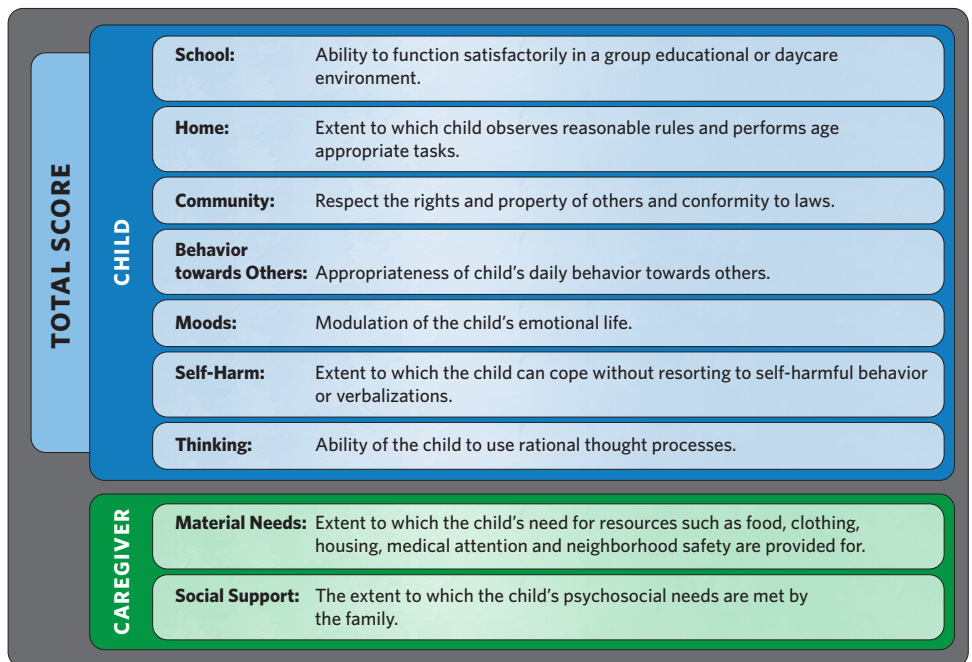 TOTAL SCORE
CHILD
School: Ability to function satisfactorily in a group educational or daycare
environment.
Home: Extent to which child observes reasonable rules and performs age
appropriate tasks.
Community: Respect the rights and property of others and conformity to laws.
Behavior
towards Others: Appropriateness of child’s daily behavior towards others.
Moods: Modulation of the child’s emotional life.
Self-Harm: Extent to which the child can cope without resorting to self-harmful behavior
or verbalizations.
Thinking: Ability of the child to use rational thought processes.
CAREGIVER
Material Needs: Extent to which the child’s need for resources such as food, clothing,
housing, medical attention and neighborhood safety are provided for.
Social Support: The extent to which the child’s psychosocial needs are met by
the family.